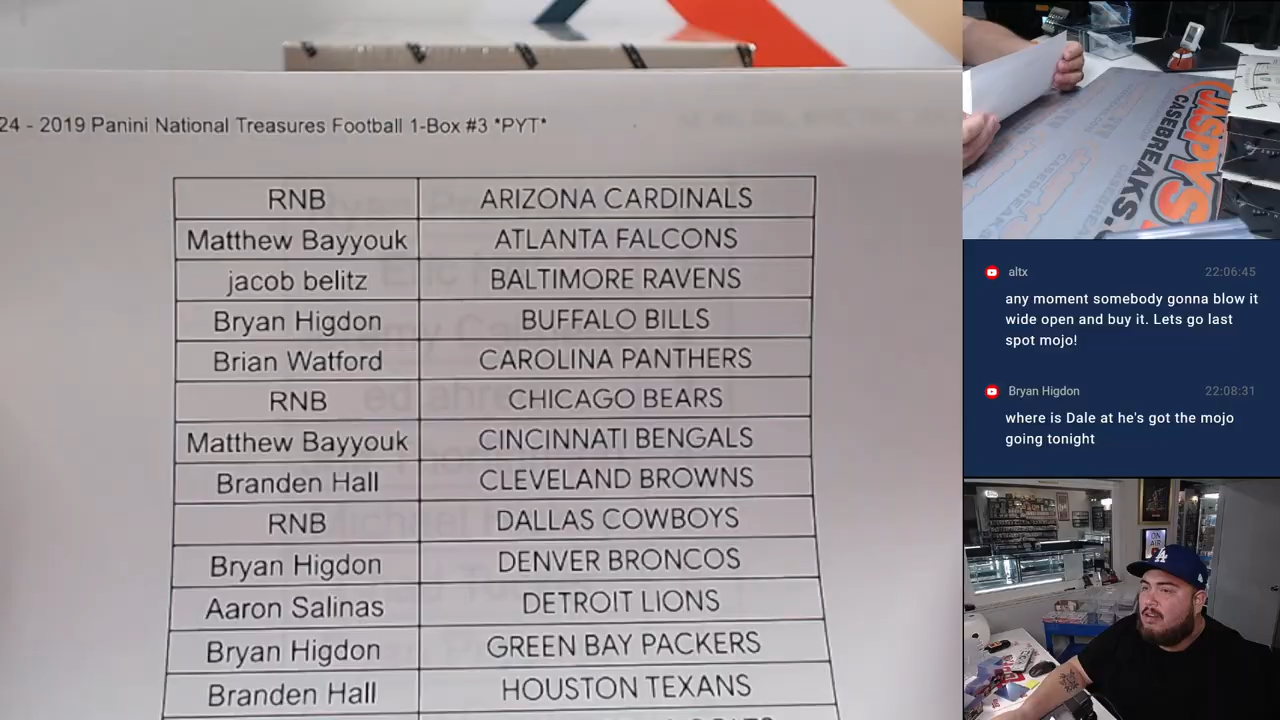 24 - 2019 Panini National Treasures Football 1-Box #3 *PYT*
RNB ARIZONA CARDINALS
Matthew Bayyouk ATLANTA FALCONS
jacob belitz BALTIMORE RAVENS
Bryan Higdon BUFFALO BILLS
Brian Watford CAROLINA PANTHERS
RNB CHICAGO BEARS
Matthew Bayyouk CINCINNATI BENGALS
Branden Hall CLEVELAND BROWNS
RNB DALLAS COWBOYS
Bryan Higdon DENVER BRONCOS
Aaron Salinas DETROIT LIONS
Bryan Higdon GREEN BAY PACKERS
Branden Hall HOUSTON TEXANS
JASPYS
CASEBREAKS.
altx 22:06:45
any moment somebody gonna blow it
wide open and buy it. Lets go last
spot mojo!
Bryan Higdon 22:08:31
where is Dale at he's got the mojo
going tonight
ON
AIR
LA